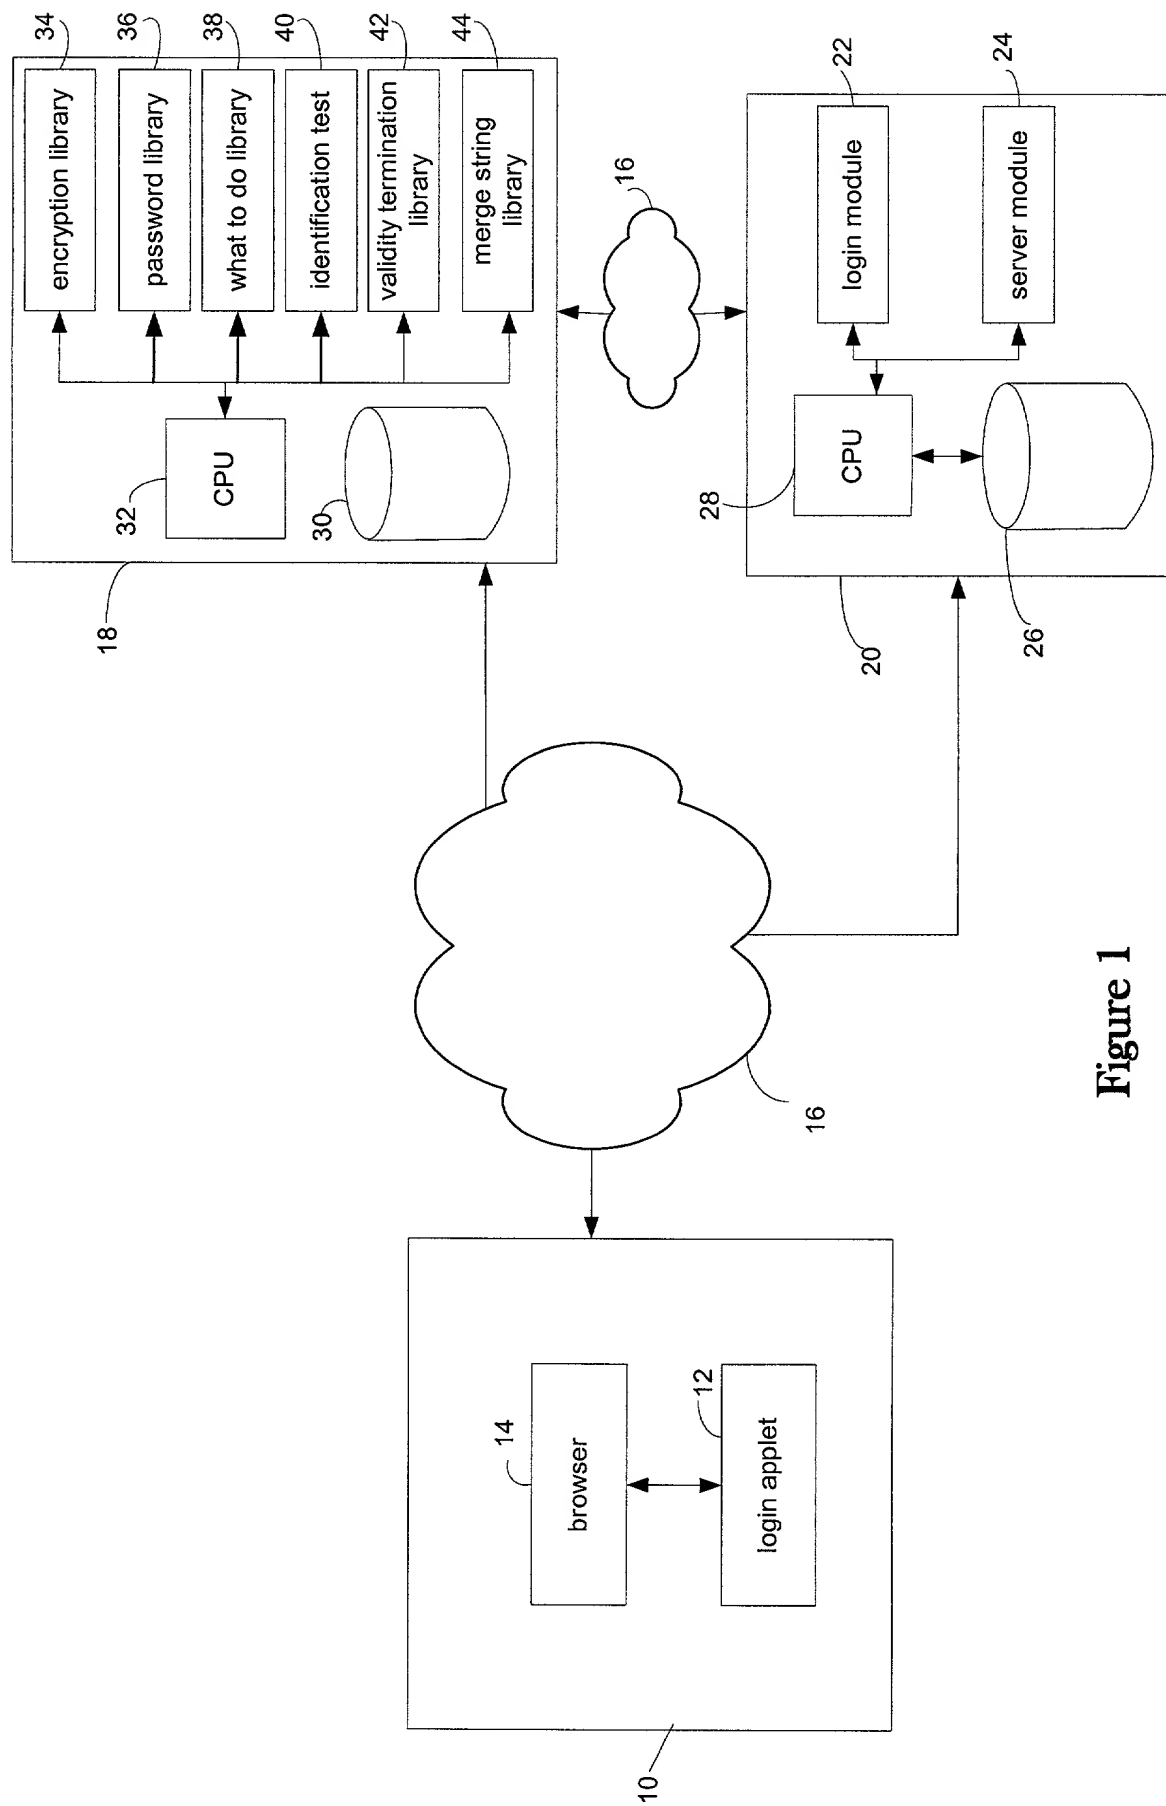 34
encryption library
36
password library
38
what to do library
40
identification test
42
validity termination
library
44
merge string
library
32
CPU
30
18
16
22
login module
24
server module
28
CPU
26
20
16
14
browser
12
login applet
10
Figure 1